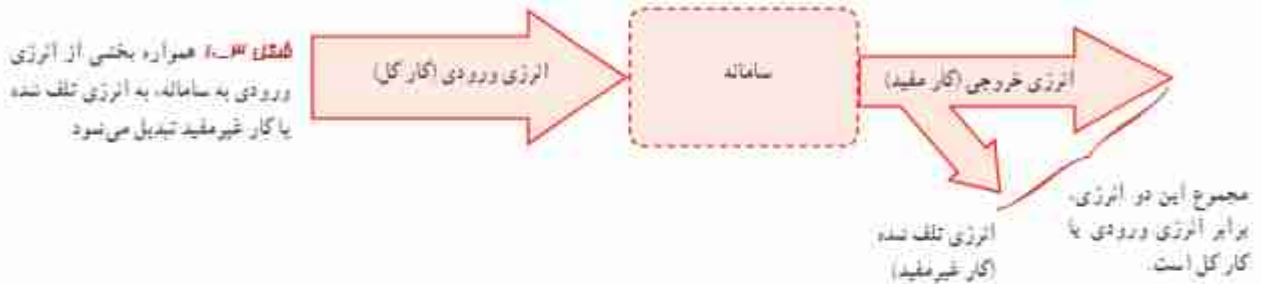 شکل ۳ــ۱۰ همواره بخشی از انرژی
ورودی به سامانه، به انرژی تلف شده
یا کار غیرمفید تبدیل می‌شود
انرژی ورودی (کار کل)
سامانه
انرژی خروجی (کار مفید)
انرژی تلف شده
(کار غیرمفید)
مجموع این دو انرژی،
برابر انرژی ورودی یا
کار کل است.